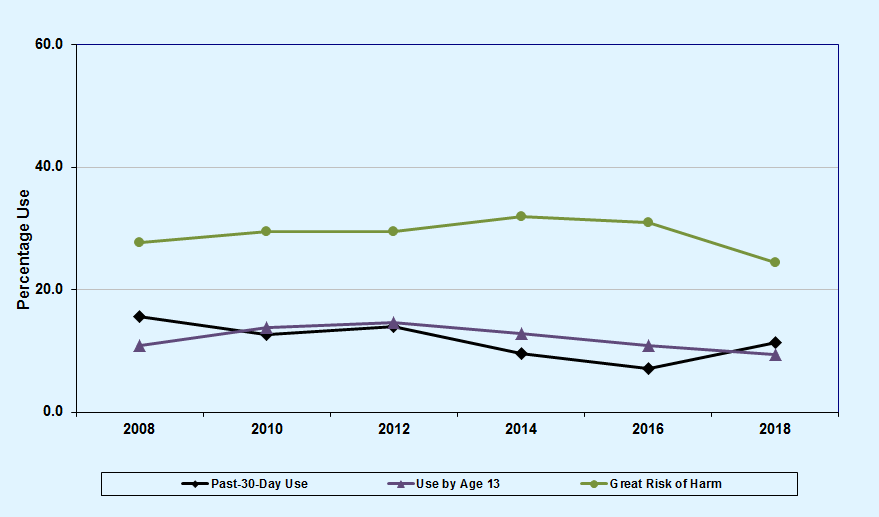 60.0
40.0
20.0
0.0
Percentage Use
2008 2010 2012 2014 2016 2018
Past-30-Day Use Use by Age 13 Great Risk of Harm